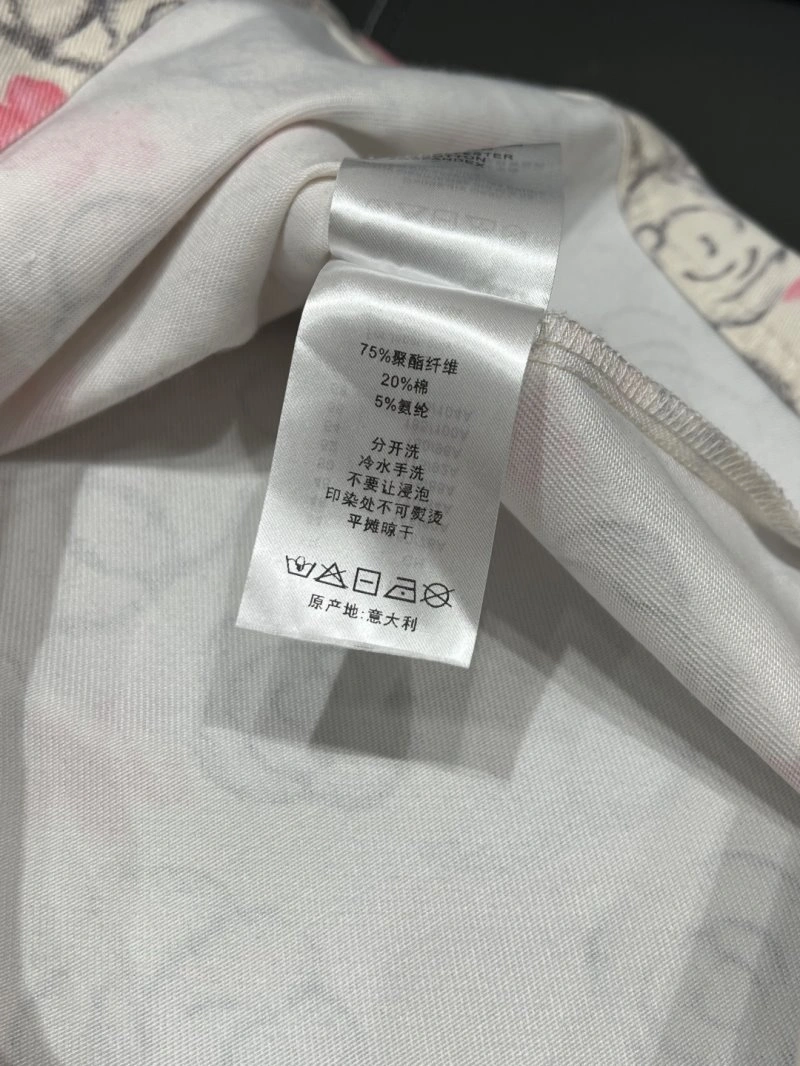 COTTON
75%聚酯纤维
20%棉
5%氨纶
分开洗
冷水手洗
不要让浸泡
印染处不可熨烫
平摊晾干
原产地:意大利